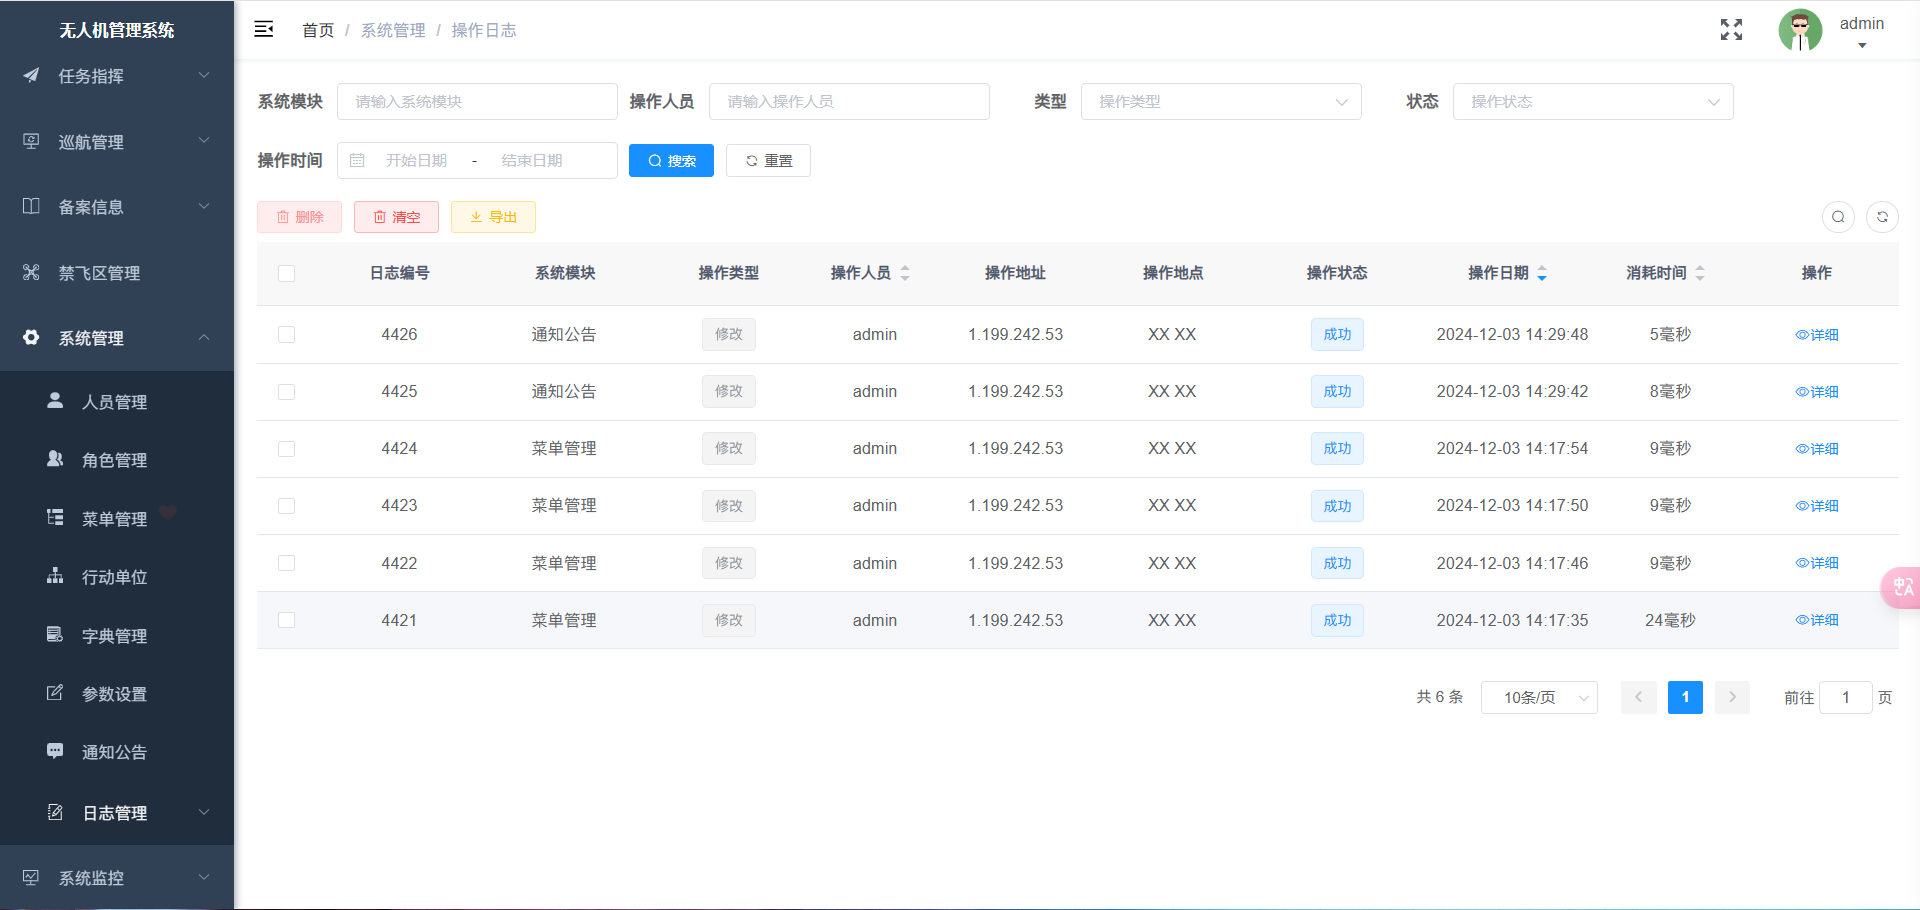 无人机管理系统
首页 / 系统管理 / 操作日志
admin
任务指挥
巡航管理
备案信息
禁飞区管理
系统管理
人员管理
角色管理
菜单管理
行动单位
字典管理
参数设置
通知公告
日志管理
系统监控
系统模块 请输入系统模块 操作人员 请输入操作人员 类型 操作类型 状态 操作状态
操作时间 开始日期 - 结束日期 搜索 重置
删除 清空 导出
日志编号 系统模块 操作类型 操作人员 操作地址 操作地点 操作状态 操作日期 消耗时间 操作
4426 通知公告 修改 admin 1.199.242.53 XX XX 成功 2024-12-03 14:29:48 5毫秒 详细
4425 通知公告 修改 admin 1.199.242.53 XX XX 成功 2024-12-03 14:29:42 8毫秒 详细
4424 菜单管理 修改 admin 1.199.242.53 XX XX 成功 2024-12-03 14:17:54 9毫秒 详细
4423 菜单管理 修改 admin 1.199.242.53 XX XX 成功 2024-12-03 14:17:50 9毫秒 详细
4422 菜单管理 修改 admin 1.199.242.53 XX XX 成功 2024-12-03 14:17:46 9毫秒 详细
4421 菜单管理 修改 admin 1.199.242.53 XX XX 成功 2024-12-03 14:17:35 24毫秒 详细
共 6 条 10条/页 1 前往 1 页
中A